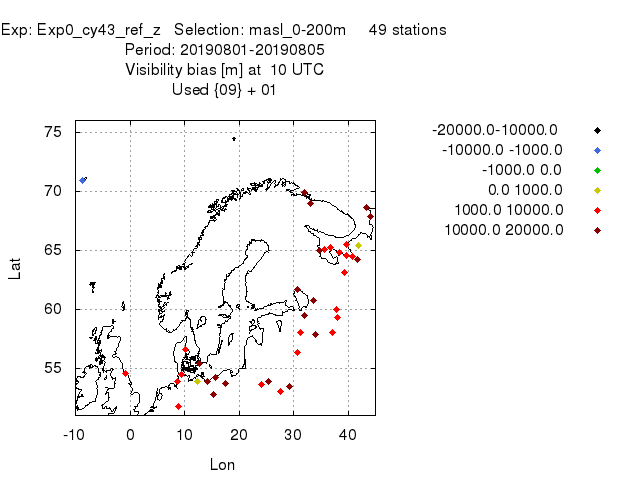 Exp: Exp0_cy43_ref_z   Selection: masl_0-200m     49 stations
Period: 20190801-20190805
Visibility bias [m] at  10 UTC
Used {09} + 01
-20000.0-10000.0
-10000.0 -1000.0
-1000.0 0.0
0.0 1000.0
1000.0 10000.0
10000.0 20000.0
75
70
65
60
55
Lat
-10 0 10 20 30 40
Lon